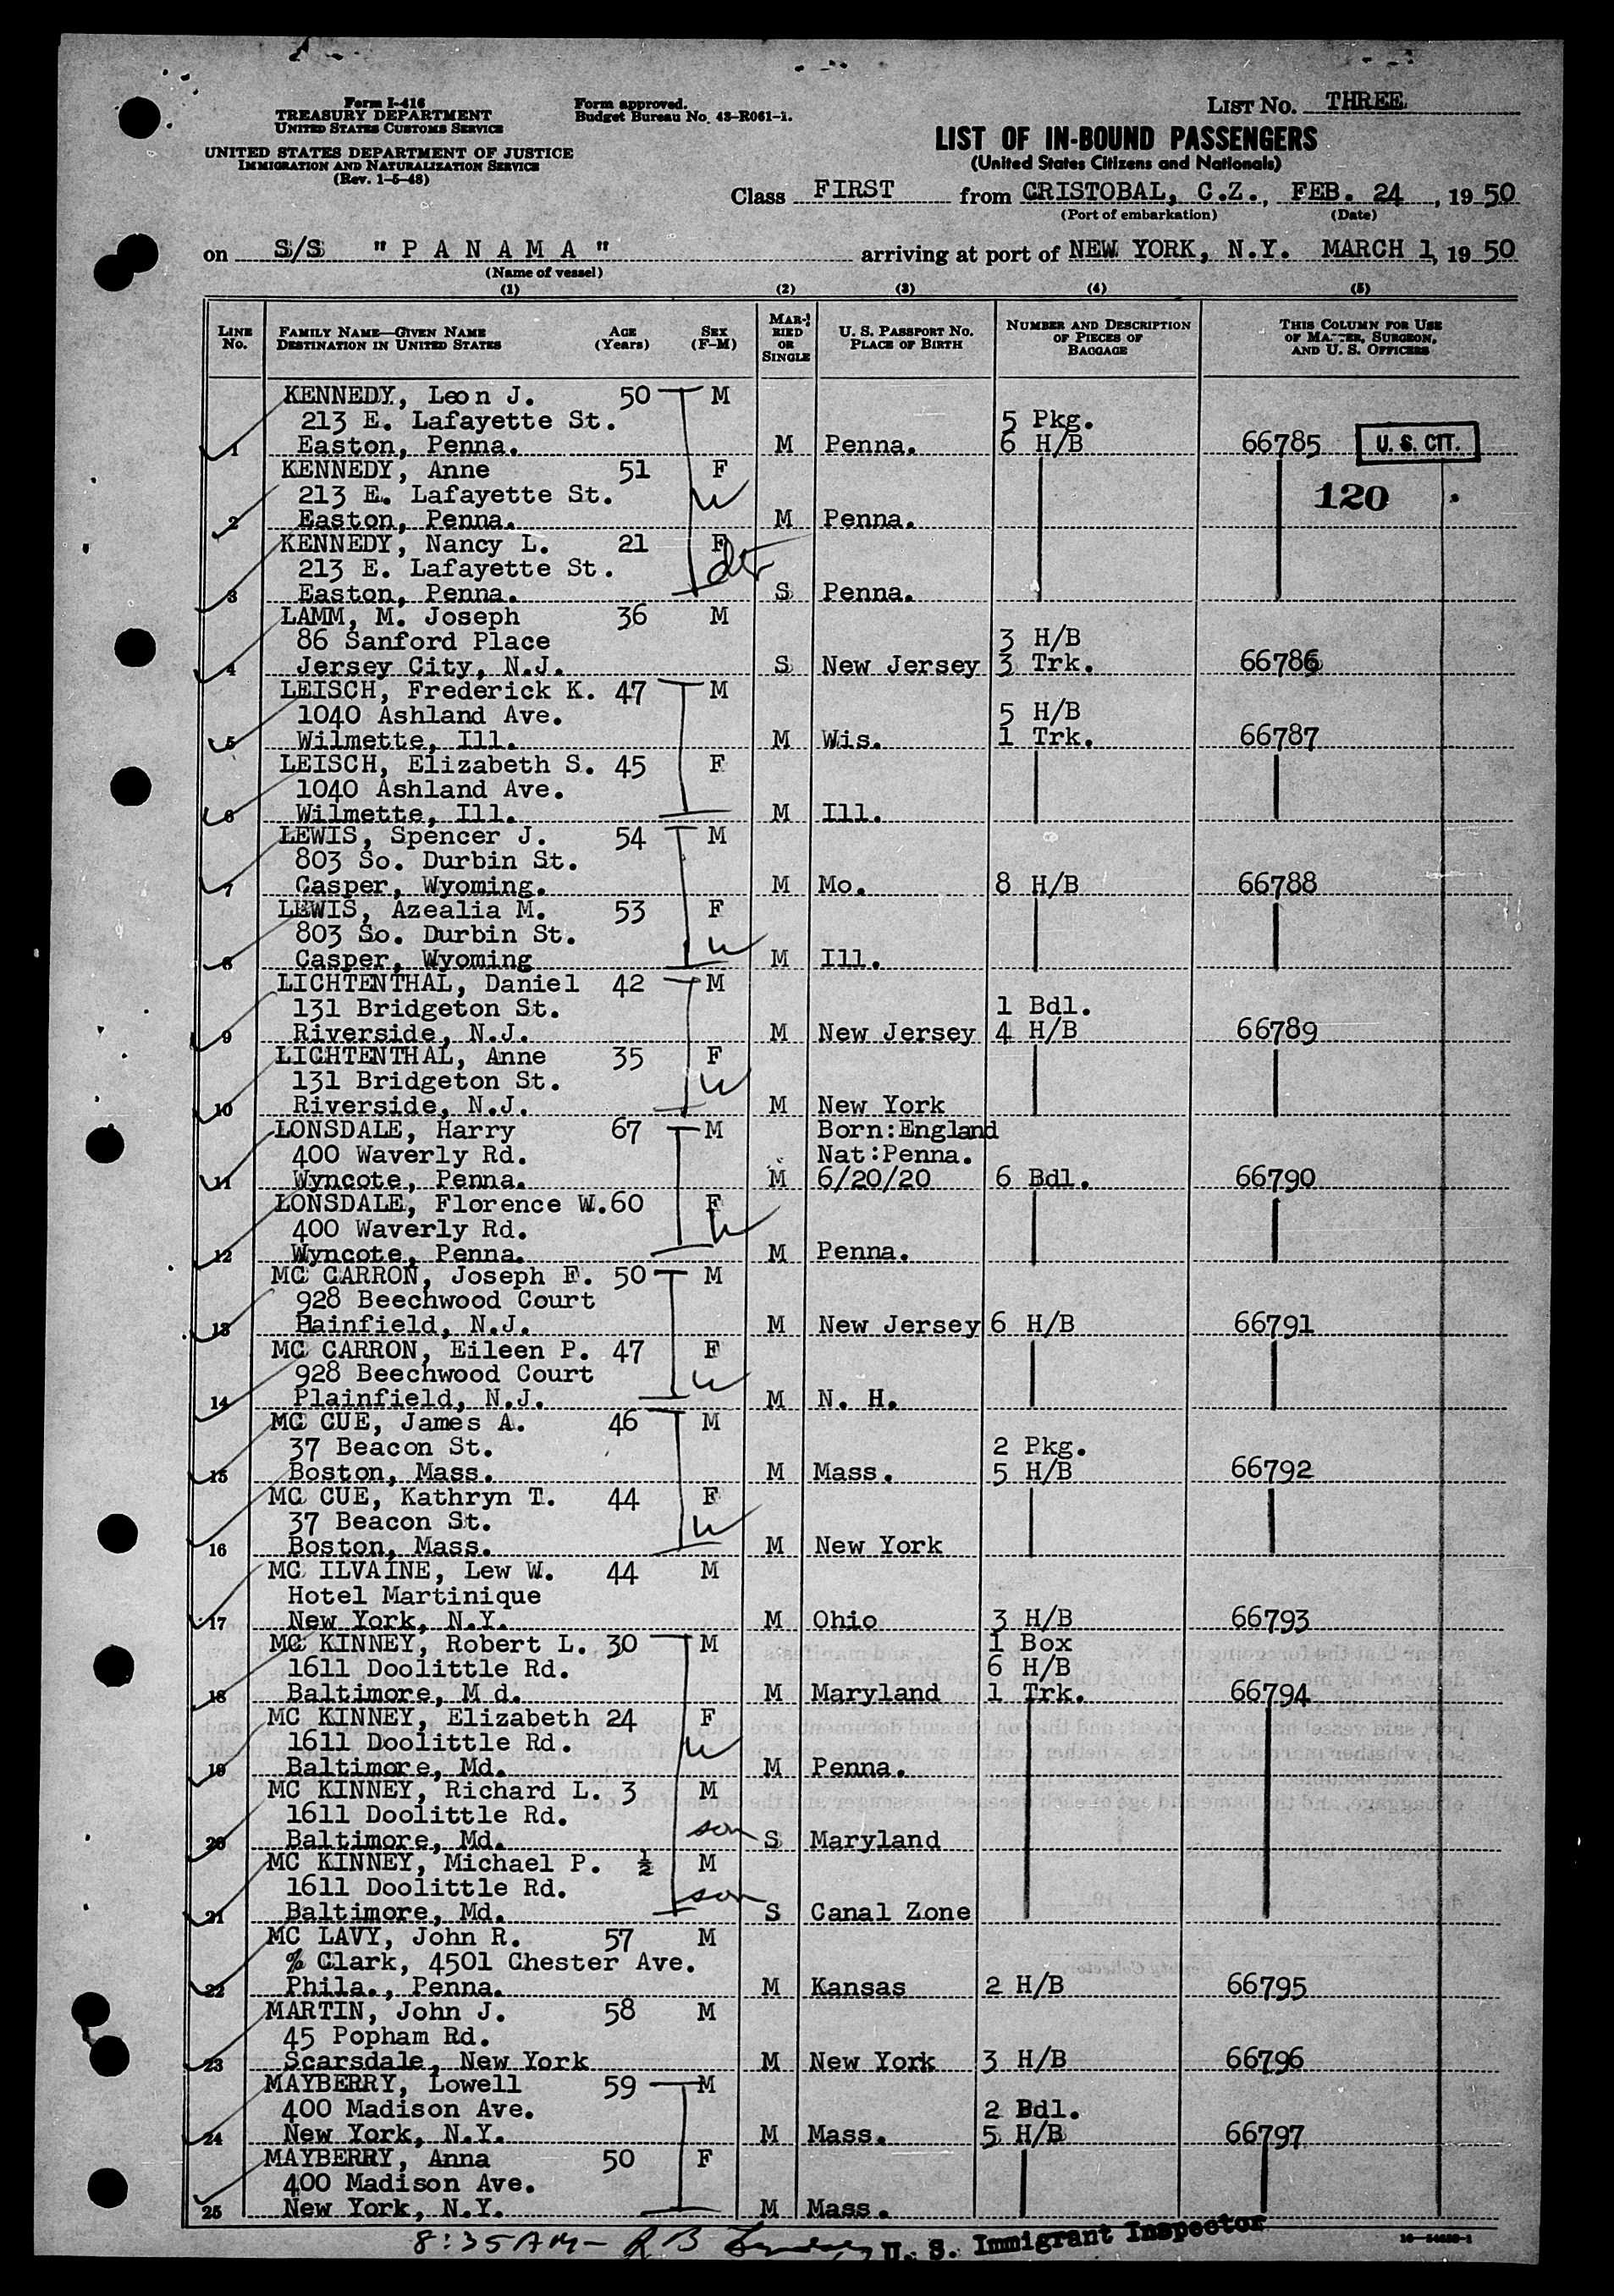 Form I-416
TREASURY DEPARTMENT
UNITED STATES CUSTOMS SERVICE
UNITED STATES DEPARTMENT OF JUSTICE
IMMIGRATION AND NATURALIZATION SERVICE
(Rev. 1-5-48)
Form approved.
Budget Bureau No. 43-R061-1.
LIST NO. THREE
LIST OF IN-BOUND PASSENGERS
(United States Citizens and Nationals)
Class FIRST from CRISTOBAL, C.Z., FEB. 24, 1950
(Port of embarkation) (Date)
on S/S "PANAMA" arriving at port of NEW YORK, N.Y. MARCH 1, 1950
(Name of vessel)
(1) (2) (3) (4) (5)
LINE No. FAMILY NAME—GIVEN NAME DESTINATION IN UNITED STATES AGE (Years) SEX (F-M) MARRIED OR SINGLE U. S. PASSPORT NO. PLACE OF BIRTH NUMBER AND DESCRIPTION OF PIECES OF BAGGAGE THIS COLUMN FOR USE OF MASTER, SURGEON, AND U. S. OFFICERS
KENNEDY, Leon J. 50 M
213 E. Lafayette St. 5 Pkg.
1 Easton, Penna. M Penna. 6 H/B 66785 U. S. CIT.
KENNEDY, Anne 51 F
213 E. Lafayette St. W 120
2 Easton, Penna. M Penna.
KENNEDY, Nancy L. 21 F
213 E. Lafayette St. dtr
3 Easton, Penna. S Penna.
LAMM, M. Joseph 36 M
86 Sanford Place 3 H/B
4 Jersey City, N.J. S New Jersey 3 Trk. 66786
LEISCH, Frederick K. 47 M
1040 Ashland Ave. 5 H/B
5 Wilmette, Ill. M Wis. 1 Trk. 66787
LEISCH, Elizabeth S. 45 F
1040 Ashland Ave.
6 Wilmette, Ill. M Ill.
LEWIS, Spencer J. 54 M
803 So. Durbin St.
7 Casper, Wyoming. M Mo. 8 H/B 66788
LEWIS, Azealia M. 53 F
803 So. Durbin St. W
8 Casper, Wyoming M Ill.
LICHTENTHAL, Daniel 42 M
131 Bridgeton St. 1 Bdl.
9 Riverside, N.J. M New Jersey 4 H/B 66789
LICHTENTHAL, Anne 35 F
131 Bridgeton St. W
10 Riverside, N.J. M New York
LONSDALE, Harry 67 M Born:England
400 Waverly Rd. Nat:Penna.
11 Wyncote, Penna. M 6/20/20 6 Bdl. 66790
LONSDALE, Florence W. 60 F
400 Waverly Rd. W
12 Wyncote, Penna. M Penna.
MC CARRON, Joseph F. 50 M
928 Beechwood Court
13 Plainfield, N.J. M New Jersey 6 H/B 66791
MC CARRON, Eileen P. 47 F
928 Beechwood Court W
14 Plainfield, N.J. M N. H.
MC CUE, James A. 46 M
37 Beacon St. 2 Pkg.
15 Boston, Mass. M Mass. 5 H/B 66792
MC CUE, Kathryn T. 44 F
37 Beacon St. W
16 Boston, Mass. M New York
MC ILVAINE, Lew W. 44 M
Hotel Martinique
17 New York, N.Y. M Ohio 3 H/B 66793
MC KINNEY, Robert L. 30 M 1 Box
1611 Doolittle Rd. 6 H/B
18 Baltimore, M d. M Maryland 1 Trk. 66794
MC KINNEY, Elizabeth 24 F
1611 Doolittle Rd. W
19 Baltimore, Md. M Penna.
MC KINNEY, Richard L. 3 M
1611 Doolittle Rd. son
20 Baltimore, Md. S Maryland
MC KINNEY, Michael P. ½ M
1611 Doolittle Rd. son
21 Baltimore, Md. S Canal Zone
MC LAVY, John R. 57 M
% Clark, 4501 Chester Ave.
22 Phila., Penna. M Kansas 2 H/B 66795
MARTIN, John J. 58 M
45 Popham Rd.
23 Scarsdale, New York M New York 3 H/B 66796
MAYBERRY, Lowell 59 M
400 Madison Ave. 2 Bdl.
24 New York, N.Y. M Mass. 5 H/B 66797
MAYBERRY, Anna 50 F
400 Madison Ave.
25 New York, N.Y. M Mass.
8:35 AM — R B U. S. Immigrant Inspector